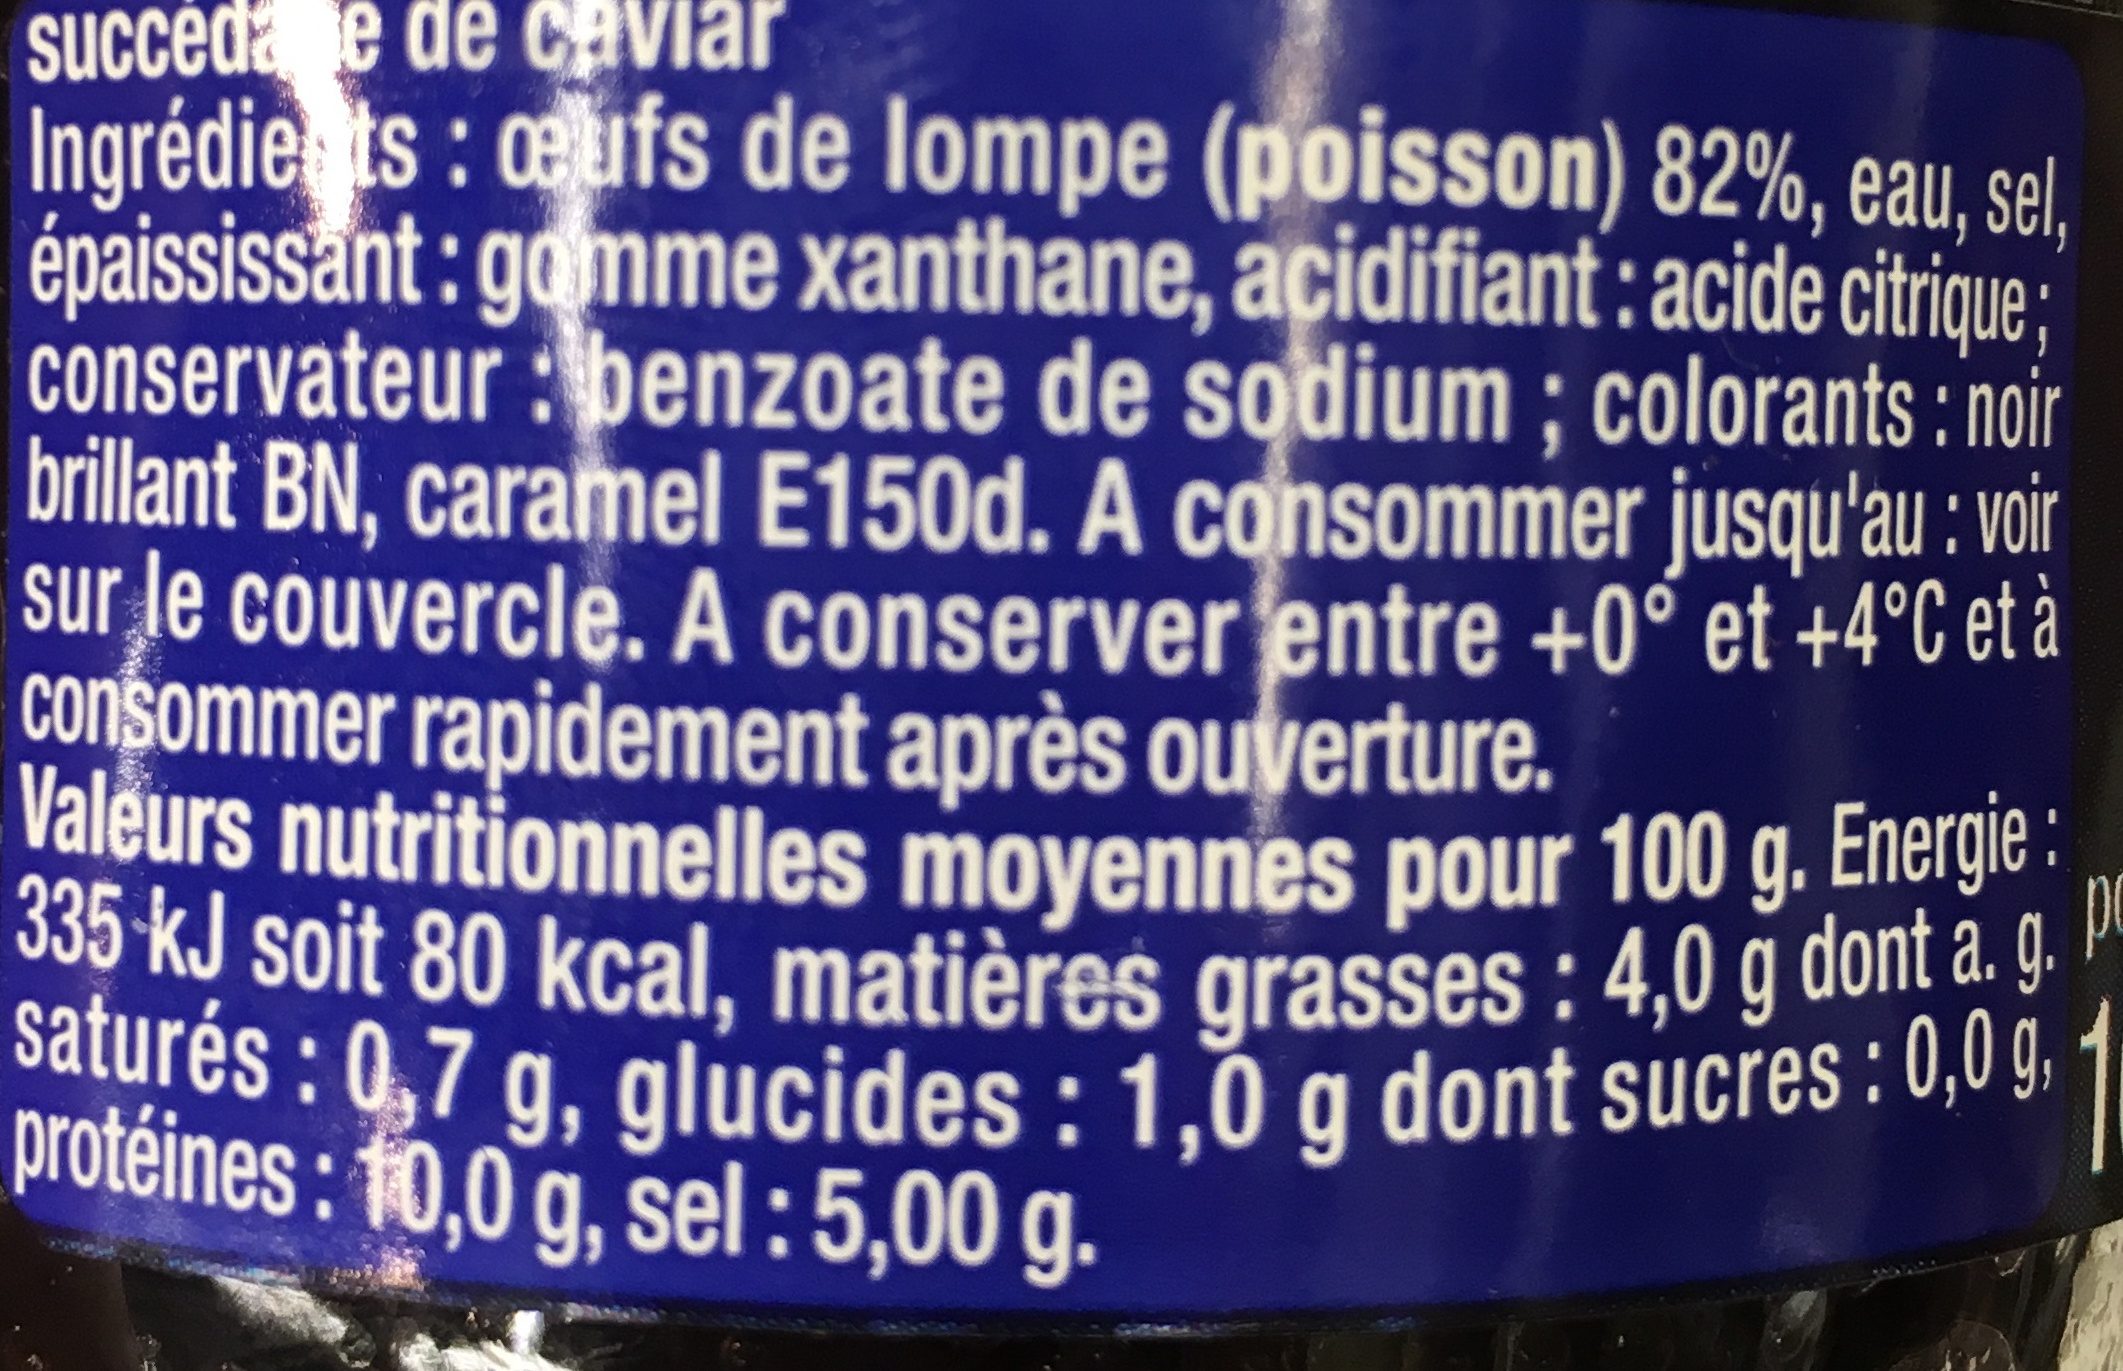 succédané de caviar
Ingrédients : œufs de lompe (poisson) 82%, eau, sel,
épaississant : gomme xanthane, acidifiant : acide citrique ;
conservateur : benzoate de sodium ; colorants : noir
brillant BN, caramel E150d. A consommer jusqu'au : voir
sur le couvercle. A conserver entre +0° et +4°C et à
consommer rapidement après ouverture.
Valeurs nutritionnelles moyennes pour 100 g. Energie :
335 kJ soit 80 kcal, matières grasses : 4,0 g dont a. g.
saturés : 0,7 g, glucides : 1,0 g dont sucres : 0,0 g,
protéines : 10,0 g, sel : 5,00 g.